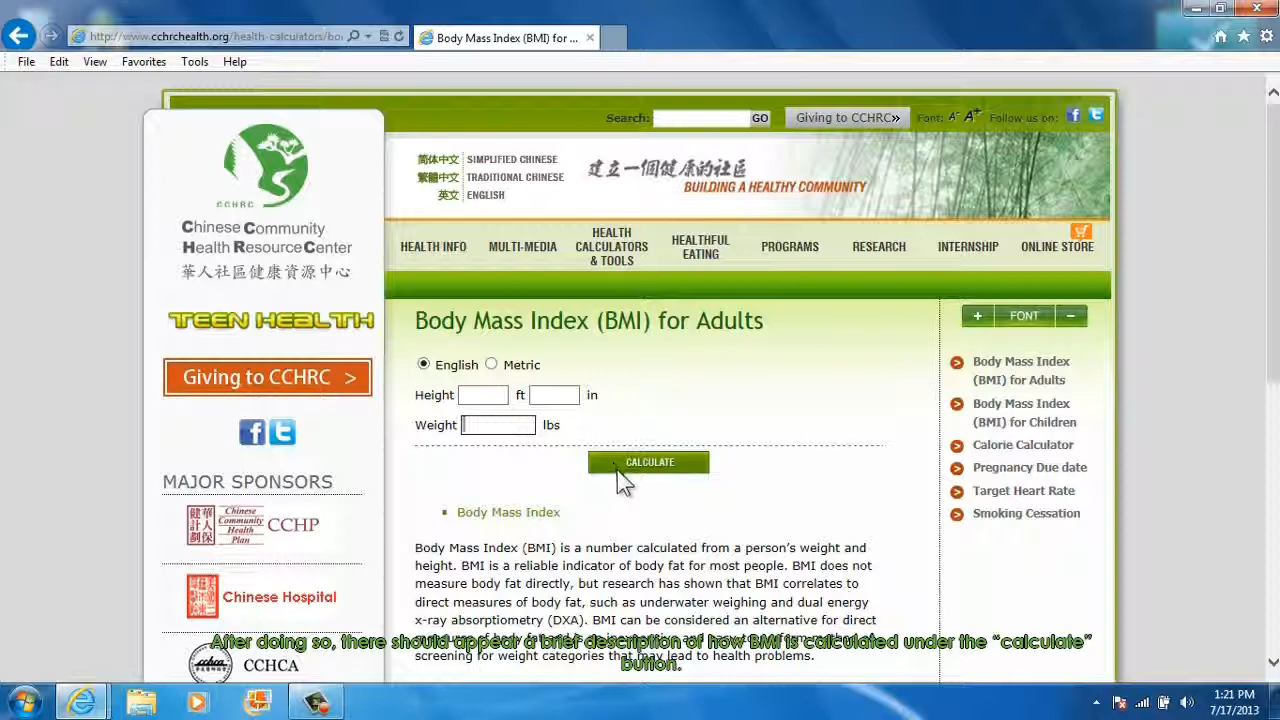 http://www.cchrchealth.org/health-calculators/bo
Body Mass Index (BMI) for ...
File Edit View Favorites Tools Help
Search: GO Giving to CCHRC» Font: A- A+ Follow us on:
简体中文 SIMPLIFIED CHINESE
繁體中文 TRADITIONAL CHINESE
英文 ENGLISH
建立一個健康的社區
BUILDING A HEALTHY COMMUNITY
CCHRC
Chinese Community
Health Resource Center
華人社區健康資源中心
HEALTH INFO
MULTI-MEDIA
HEALTH
CALCULATORS
& TOOLS
HEALTHFUL
EATING
PROGRAMS
RESEARCH
INTERNSHIP
ONLINE STORE
TEEN HEALTH
Giving to CCHRC >
MAJOR SPONSORS
健華計人劃保
Chinese
Community
Health
Plan
CCHP
Chinese Hospital
cchca
CCHCA
Body Mass Index (BMI) for Adults
English Metric
Height ft in
Weight lbs
CALCULATE
Body Mass Index
Body Mass Index (BMI) is a number calculated from a person's weight and
height. BMI is a reliable indicator of body fat for most people. BMI does not
measure body fat directly, but research has shown that BMI correlates to
direct measures of body fat, such as underwater weighing and dual energy
x-ray absorptiometry (DXA). BMI can be considered an alternative for direct
screening for weight categories that may lead to health problems.
After doing so, there should appear a brief description of how BMI is calculated under the "calculate"
button.
+ FONT -
Body Mass Index
(BMI) for Adults
Body Mass Index
(BMI) for Children
Calorie Calculator
Pregnancy Due date
Target Heart Rate
Smoking Cessation
1:21 PM
7/17/2013